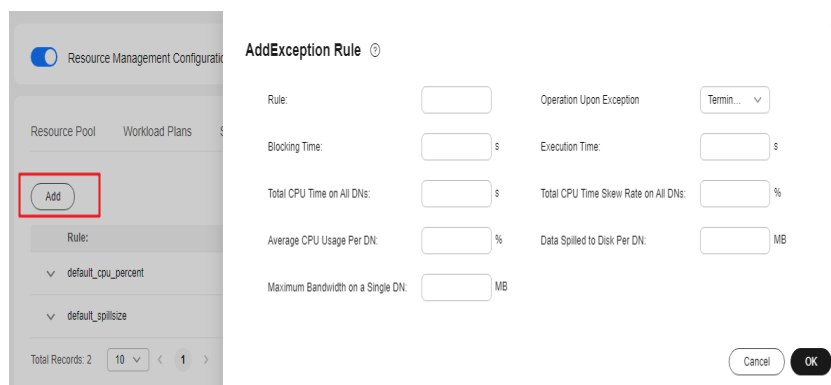 Resource Management Configuratic
AddException Rule ?
Rule:
Operation Upon Exception
Termin...
Resource Pool Workload Plans S
Blocking Time: s
Execution Time: s
Add
Total CPU Time on All DNs: s
Total CPU Time Skew Rate on All DNs: %
Rule:
Average CPU Usage Per DN: %
Data Spilled to Disk Per DN: MB
default_cpu_percent
Maximum Bandwidth on a Single DN: MB
default_spillsize
Total Records: 2 10 < 1 >
Cancel OK